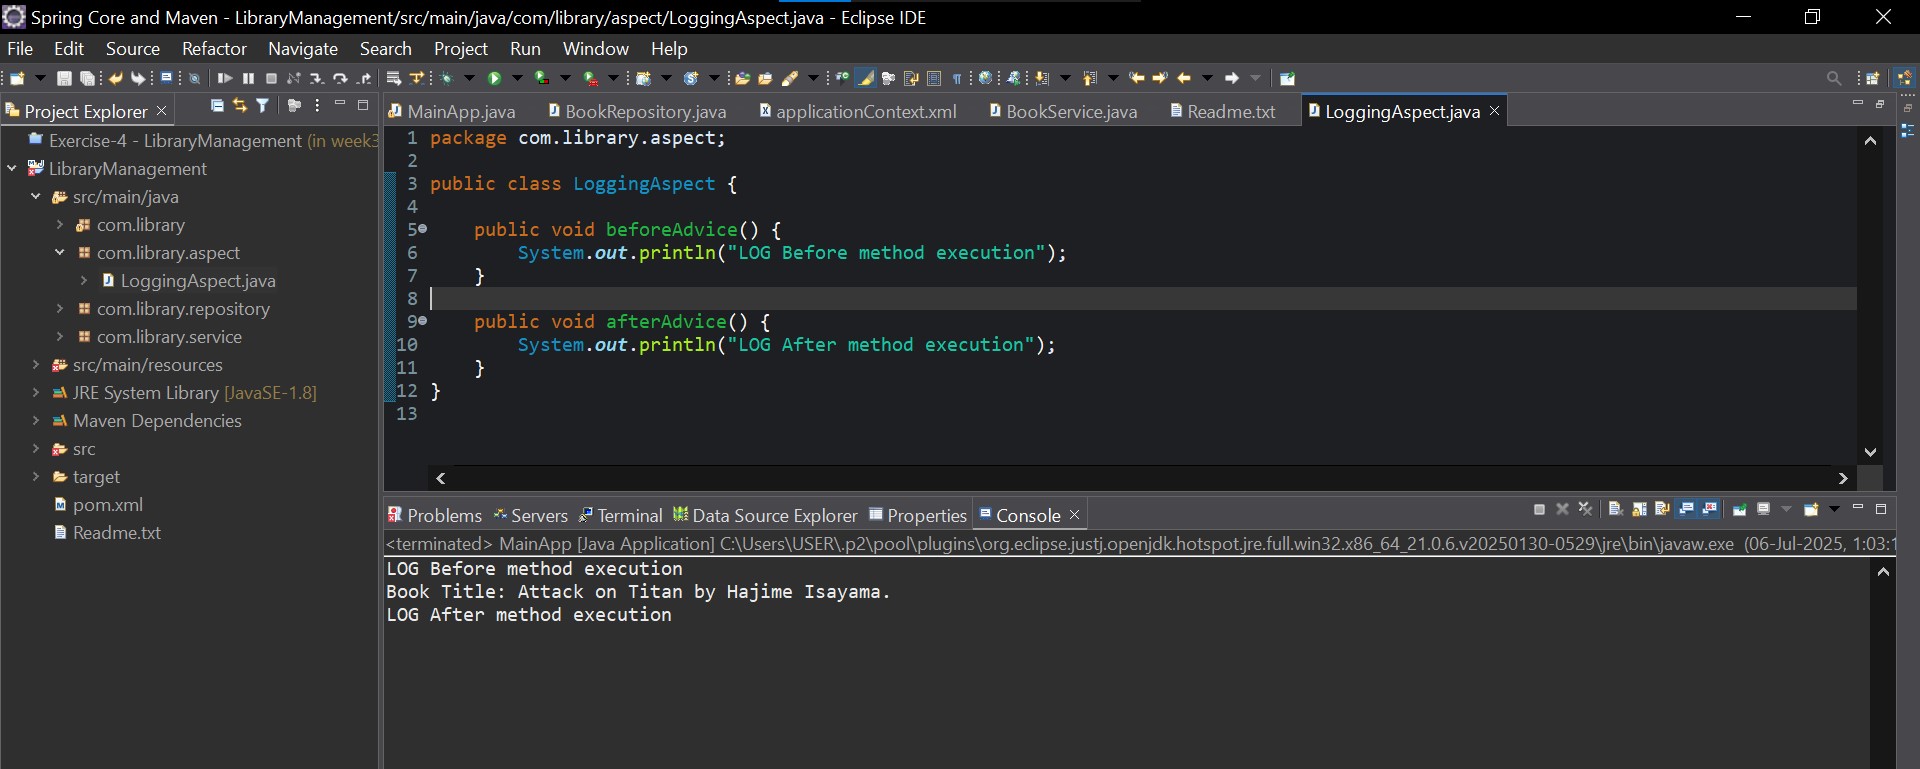 Spring Core and Maven - LibraryManagement/src/main/java/com/library/aspect/LoggingAspect.java - Eclipse IDE
File Edit Source Refactor Navigate Search Project Run Window Help
Project Explorer
Exercise-4 - LibraryManagement (in week3
LibraryManagement
src/main/java
com.library
com.library.aspect
LoggingAspect.java
com.library.repository
com.library.service
src/main/resources
JRE System Library [JavaSE-1.8]
Maven Dependencies
src
target
pom.xml
Readme.txt
MainApp.java BookRepository.java applicationContext.xml BookService.java Readme.txt LoggingAspect.java
1 package com.library.aspect;
2
3 public class LoggingAspect {
4
5 public void beforeAdvice() {
6 System.out.println("LOG Before method execution");
7 }
8
9 public void afterAdvice() {
10 System.out.println("LOG After method execution");
11 }
12 }
13
Problems Servers Terminal Data Source Explorer Properties Console
<terminated> MainApp [Java Application] C:\Users\USER\.p2\pool\plugins\org.eclipse.justj.openjdk.hotspot.jre.full.win32.x86_64_21.0.6.v20250130-0529\jre\bin\javaw.exe (06-Jul-2025, 1:03:1
LOG Before method execution
Book Title: Attack on Titan by Hajime Isayama.
LOG After method execution